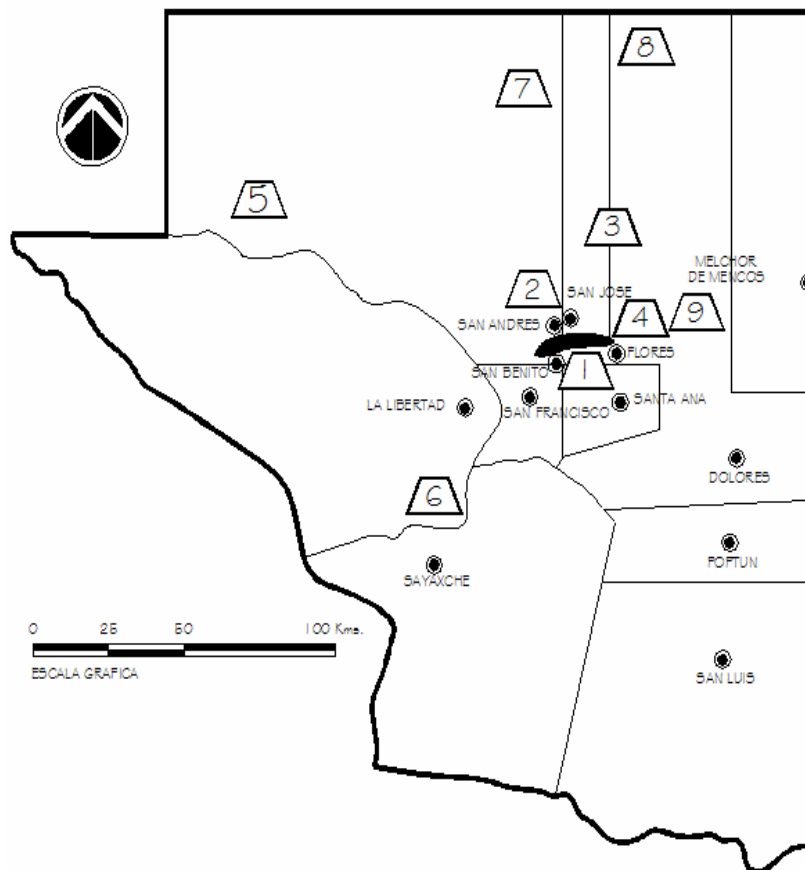 8
7
5
3
MELCHOR
DE MENCOS
2
SAN JOSE
4
9
SAN ANDRES
FLORES
SAN BENITO
1
LA LIBERTAD
SAN FRANCISCO
SANTA ANA
DOLORES
6
POPTUN
SAYAXCHE
0 25 50 100 Kms.
ESCALA GRAFICA
SAN LUIS